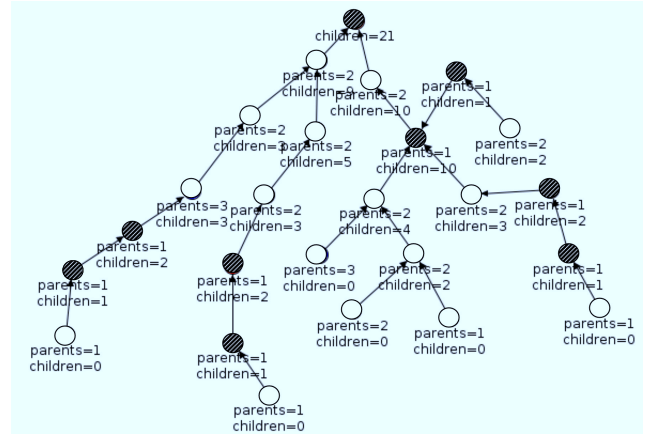 children=21
parents=2
children=9
parents=2
children=10
parents=1
children=1
parents=2
children=3
parents=2
children=5
parents=1
children=10
parents=2
children=2
parents=3
children=3
parents=2
children=3
parents=2
children=4
parents=2
children=3
parents=1
children=2
parents=1
children=2
parents=1
children=1
parents=1
children=2
parents=3
children=0
parents=2
children=2
parents=1
children=1
parents=1
children=0
parents=1
children=1
parents=2
children=0
parents=1
children=0
parents=1
children=0
parents=1
children=0